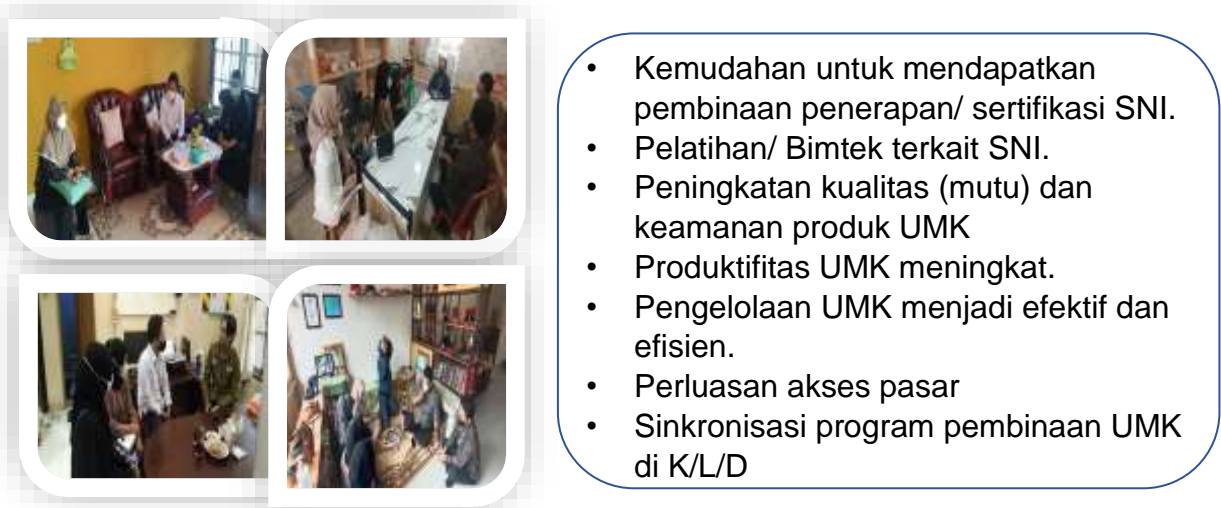 • Kemudahan untuk mendapatkan
pembinaan penerapan/ sertifikasi SNI.
• Pelatihan/ Bimtek terkait SNI.
• Peningkatan kualitas (mutu) dan
keamanan produk UMK
• Produktifitas UMK meningkat.
• Pengelolaan UMK menjadi efektif dan
efisien.
• Perluasan akses pasar
• Sinkronisasi program pembinaan UMK
di K/L/D